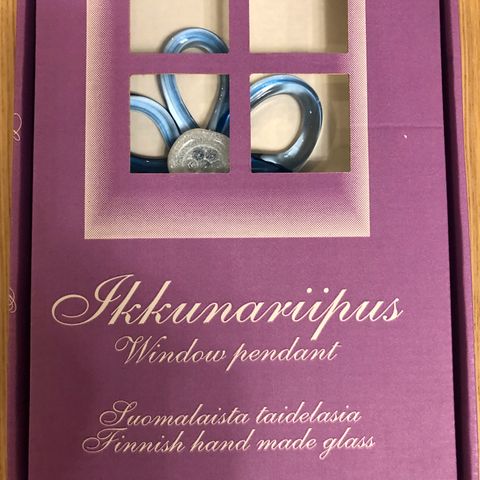 Ikkunariipus
Window pendant
Suomalaista taidelasia
Finnish hand made glass